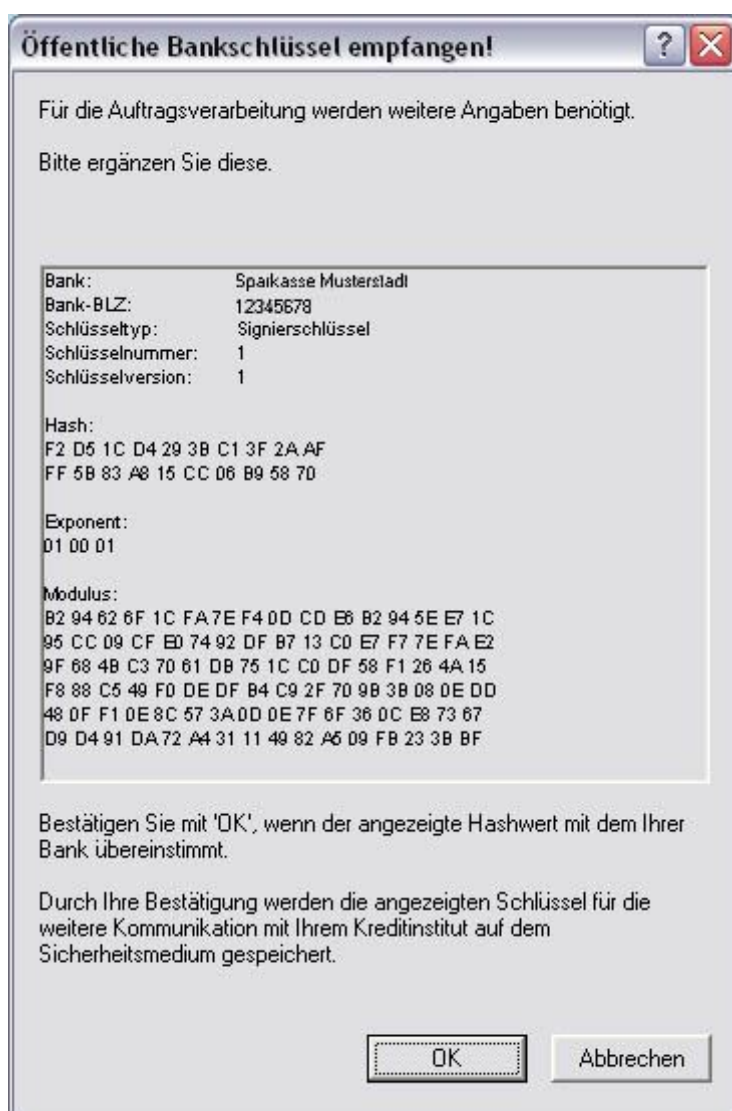 Öffentliche Bankschlüssel empfangen!
Für die Auftragsverarbeitung werden weitere Angaben benötigt.
Bitte ergänzen Sie diese.
Bank: Sparkasse Musterstadt
Bank-BLZ: 12345678
Schlüsseltyp: Signierschlüssel
Schlüsselnummer: 1
Schlüsselversion: 1
Hash:
F2 D5 1C D4 29 3B C1 3F 2A AF
FF 5B 83 A8 15 CC 06 B9 58 70
Exponent:
01 00 01
Modulus:
B2 94 62 6F 1C FA 7E F4 0D CD E6 B2 94 5E E7 1C
95 CC 09 CF E0 74 92 DF B7 13 C0 E7 F7 7E FA E2
9F 68 4B C3 70 61 DB 75 1C C0 DF 58 F1 26 4A 15
F8 88 C5 49 F0 DE DF B4 C9 2F 70 9B 3B 08 0E DD
48 0F F1 0E 8C 57 3A 0D 0E 7F 6F 36 0C E8 73 67
D9 D4 91 DA 72 A4 31 11 49 82 A5 09 FB 23 3B BF
Bestätigen Sie mit 'OK', wenn der angezeigte Hashwert mit dem Ihrer
Bank übereinstimmt.
Durch Ihre Bestätigung werden die angezeigten Schlüssel für die
weitere Kommunikation mit Ihrem Kreditinstitut auf dem
Sicherheitsmedium gespeichert.
OK Abbrechen